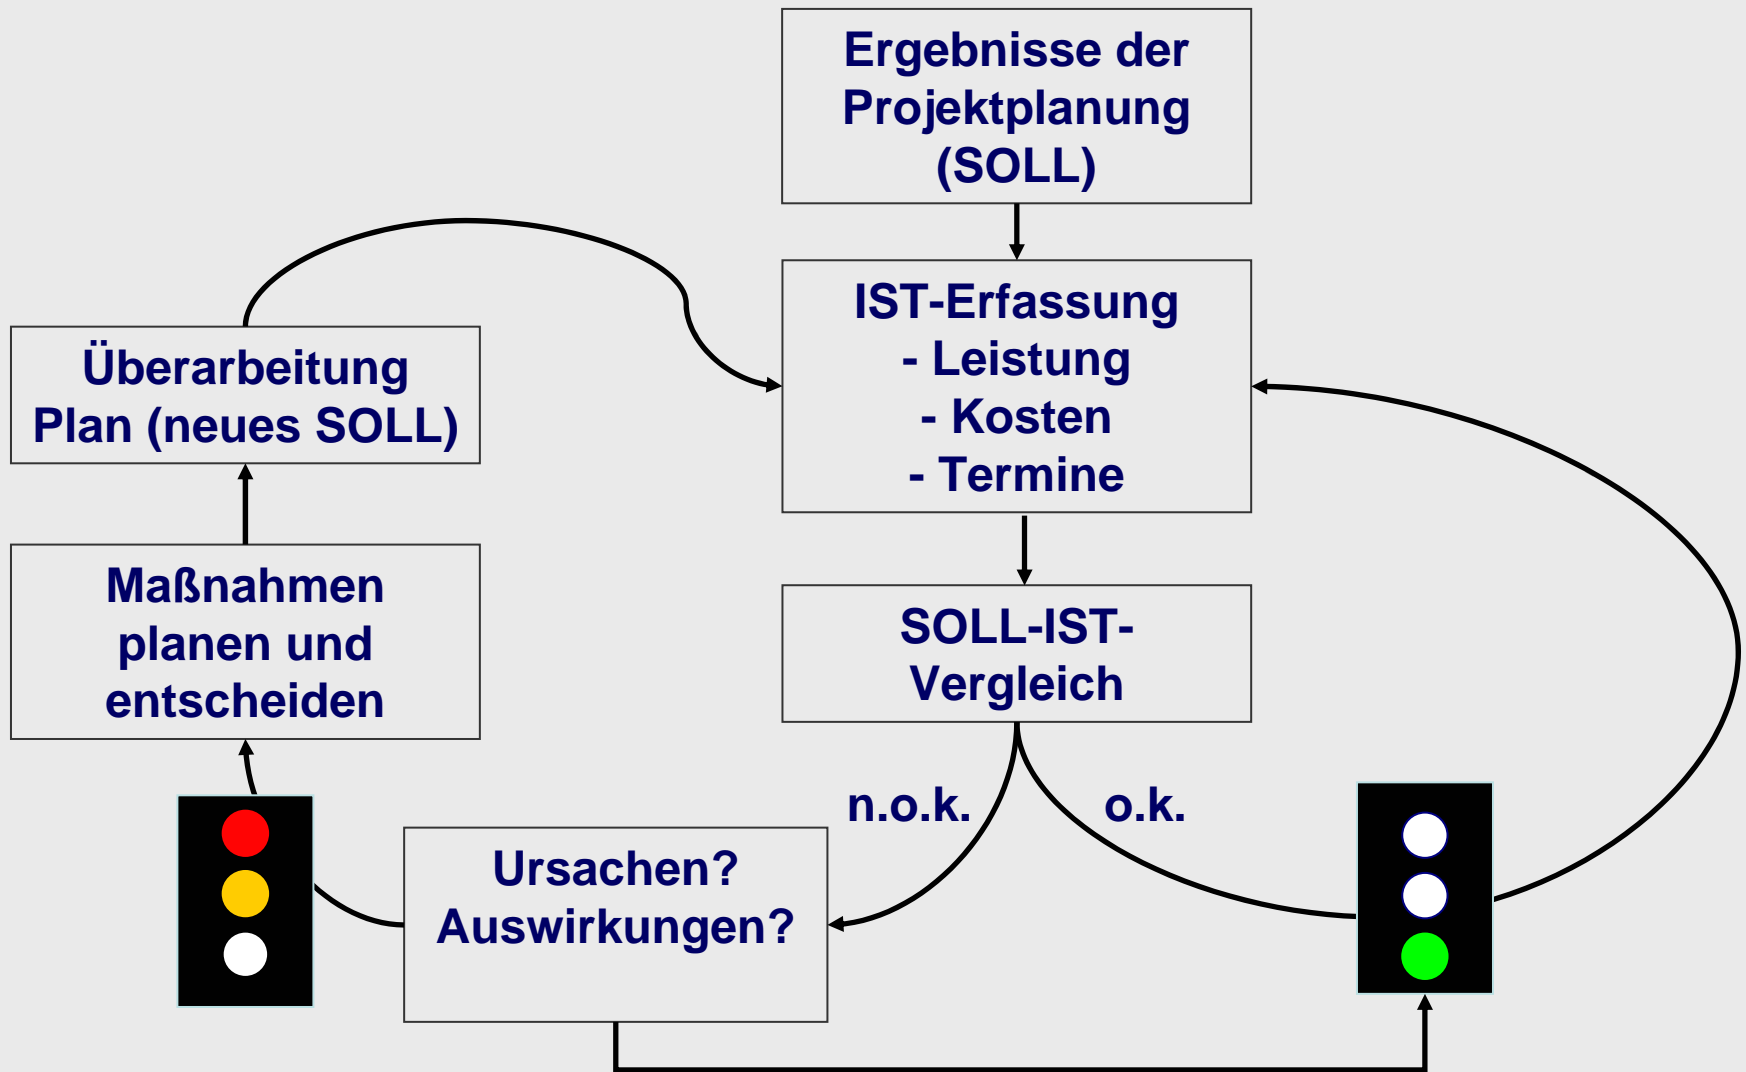 Ergebnisse der
Projektplanung
(SOLL)
IST-Erfassung
- Leistung
- Kosten
- Termine
Überarbeitung
Plan (neues SOLL)
Maßnahmen
planen und
entscheiden
SOLL-IST-
Vergleich
n.o.k.
o.k.
Ursachen?
Auswirkungen?